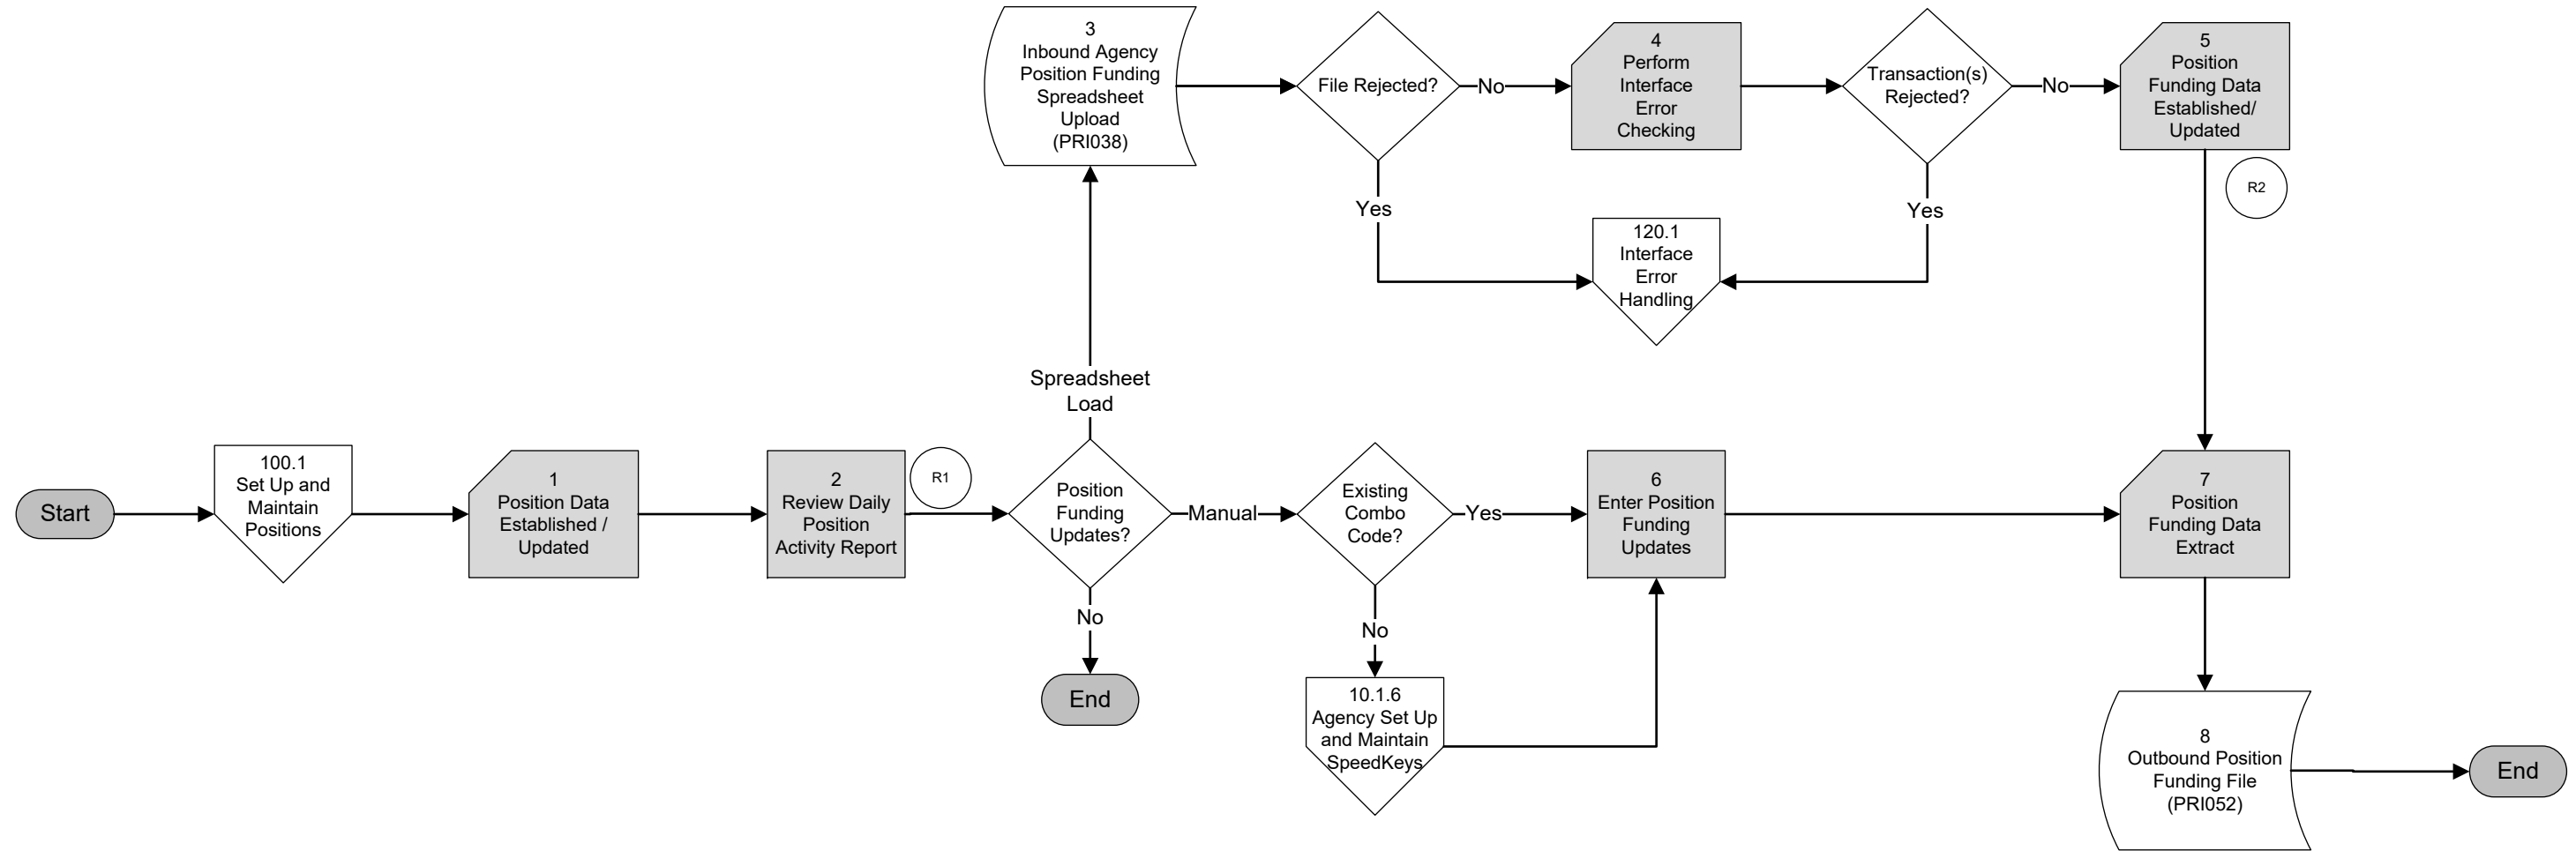 3
Inbound Agency
Position Funding
Spreadsheet
Upload
(PRI038)
File Rejected?
No
4
Perform
Interface
Error
Checking
Transaction(s)
Rejected?
No
5
Position
Funding Data
Established/
Updated
R2
Yes
Yes
120.1
Interface
Error
Handling
Spreadsheet
Load
Start
100.1
Set Up and
Maintain
Positions
1
Position Data
Established /
Updated
2
Review Daily
Position
Activity Report
R1
Position
Funding
Updates?
Manual
Existing
Combo
Code?
Yes
6
Enter Position
Funding
Updates
7
Position
Funding Data
Extract
No
End
No
10.1.6
Agency Set Up
and Maintain
SpeedKeys
8
Outbound Position
Funding File
(PRI052)
End